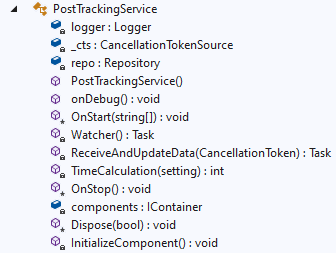 PostTrackingService
logger : Logger
_cts : CancellationTokenSource
repo : Repository
PostTrackingService()
onDebug() : void
OnStart(string[]) : void
Watcher() : Task
ReceiveAndUpdateData(CancellationToken) : Task
TimeCalculation(setting) : int
OnStop() : void
components : IContainer
Dispose(bool) : void
InitializeComponent() : void